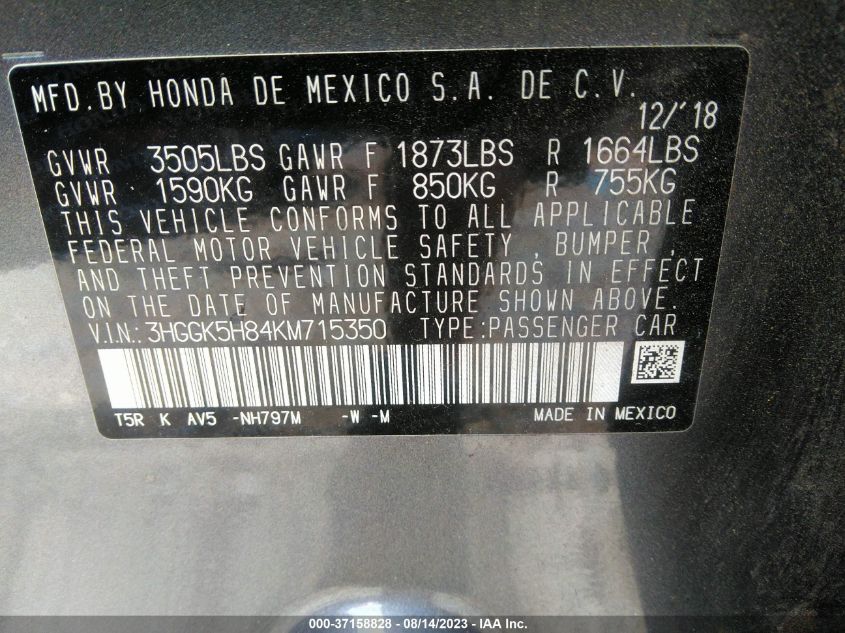 MFD.BY HONDA DE MEXICO S.A. DE C.V.
12/'18
GVWR 3505LBS GAWR F 1873LBS R 1664LBS
GVWR 1590KG GAWR F 850KG R 755KG
THIS VEHICLE CONFORMS TO ALL APPLICABLE
FEDERAL MOTOR VEHICLE SAFETY , BUMPER ,
AND THEFT PREVENTION STANDARDS IN EFFECT
ON THE DATE OF MANUFACTURE SHOWN ABOVE.
V.I.N.: 3HGGK5H84KM715350 TYPE:PASSENGER CAR
T5R K AV5 -NH797M -W -M MADE IN MEXICO
000-37158828 - 08/14/2023 - Copyright 2023 - IAA, Inc.